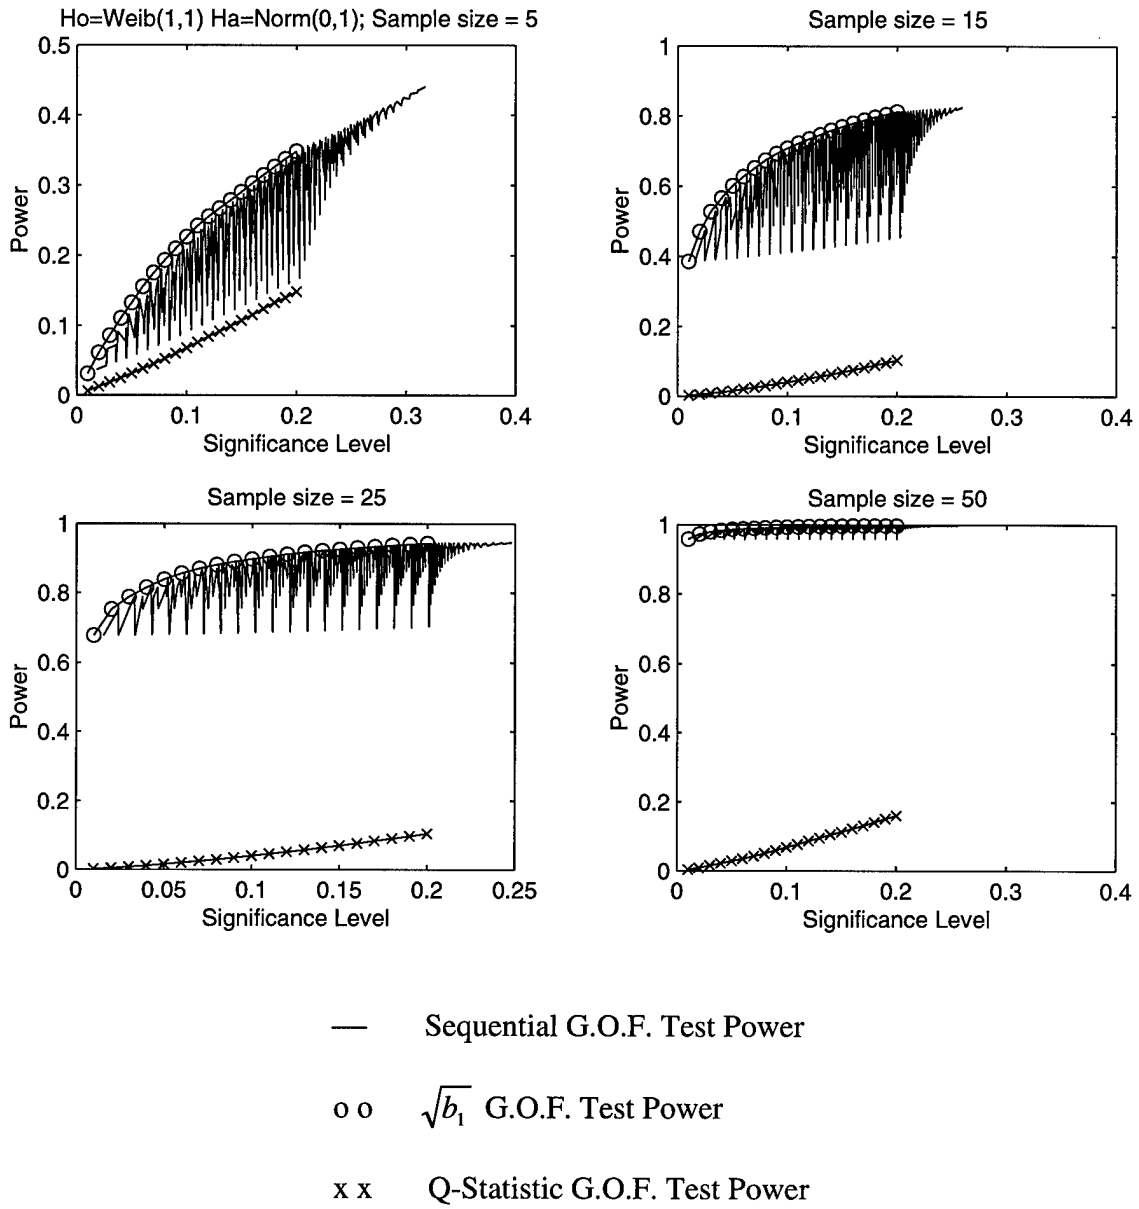 Ho=Weib(1,1) Ha=Norm(0,1); Sample size = 5
0.5
0.4
0.3
0.2
0.1
0
Power
0 0.1 0.2 0.3 0.4
Significance Level
Sample size = 15
1
0.8
0.6
0.4
0.2
0
Power
0 0.1 0.2 0.3 0.4
Significance Level
Sample size = 25
1
0.8
0.6
0.4
0.2
0
Power
0 0.05 0.1 0.15 0.2 0.25
Significance Level
Sample size = 50
1
0.8
0.6
0.4
0.2
0
Power
0 0.1 0.2 0.3 0.4
Significance Level
— Sequential G.O.F. Test Power
o o √b₁ G.O.F. Test Power
x x Q-Statistic G.O.F. Test Power